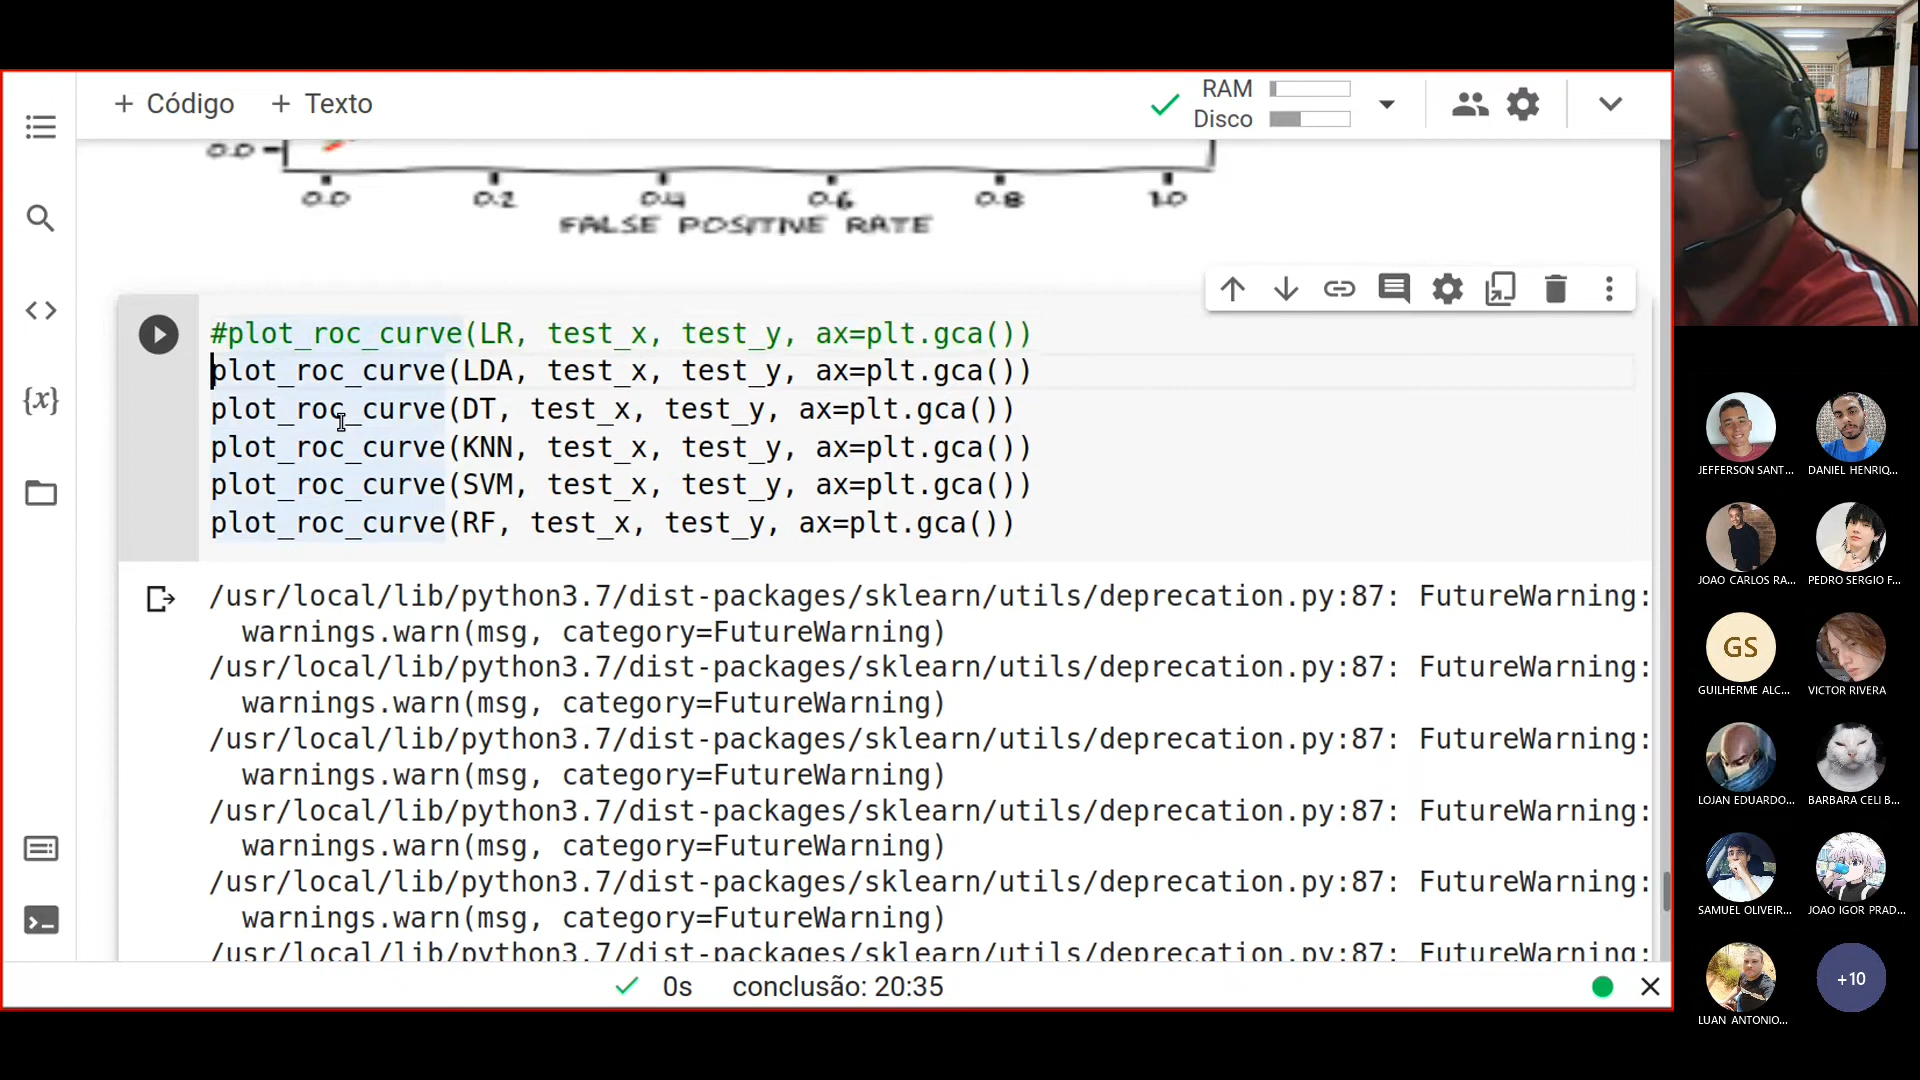 + Código + Texto
RAM
Disco
0.0
0.0 0.2 0.4 0.6 0.8 1.0
FALSE POSITIVE RATE
#plot_roc_curve(LR, test_x, test_y, ax=plt.gca())
plot_roc_curve(LDA, test_x, test_y, ax=plt.gca())
plot_roc_curve(DT, test_x, test_y, ax=plt.gca())
plot_roc_curve(KNN, test_x, test_y, ax=plt.gca())
plot_roc_curve(SVM, test_x, test_y, ax=plt.gca())
plot_roc_curve(RF, test_x, test_y, ax=plt.gca())
/usr/local/lib/python3.7/dist-packages/sklearn/utils/deprecation.py:87: FutureWarning:
warnings.warn(msg, category=FutureWarning)
/usr/local/lib/python3.7/dist-packages/sklearn/utils/deprecation.py:87: FutureWarning:
warnings.warn(msg, category=FutureWarning)
/usr/local/lib/python3.7/dist-packages/sklearn/utils/deprecation.py:87: FutureWarning:
warnings.warn(msg, category=FutureWarning)
/usr/local/lib/python3.7/dist-packages/sklearn/utils/deprecation.py:87: FutureWarning:
warnings.warn(msg, category=FutureWarning)
/usr/local/lib/python3.7/dist-packages/sklearn/utils/deprecation.py:87: FutureWarning:
warnings.warn(msg, category=FutureWarning)
/usr/local/lib/python3.7/dist-packages/sklearn/utils/deprecation.py:87: FutureWarning:
0s conclusão: 20:35
JEFFERSON SANT... DANIEL HENRIQ...
JOAO CARLOS RA... PEDRO SERGIO F...
GS
GUILHERME ALC... VICTOR RIVERA
LOJAN EDUARDO... BARBARA CELI B...
SAMUEL OLIVEIR... JOAO IGOR PRAD...
+10
LUAN ANTONIO...